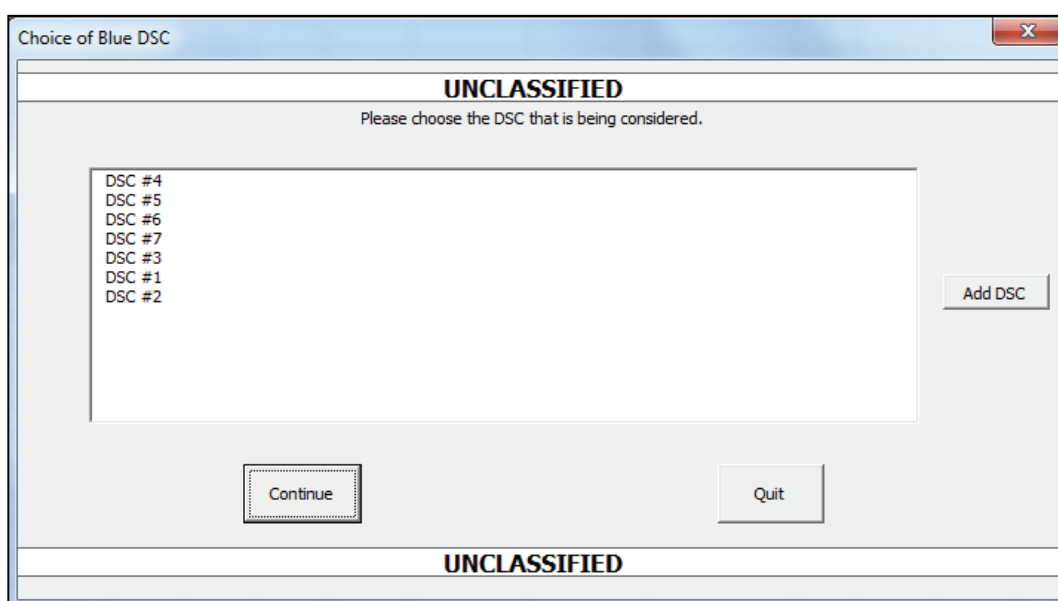 Choice of Blue DSC
UNCLASSIFIED
Please choose the DSC that is being considered.
DSC #4
DSC #5
DSC #6
DSC #7
DSC #3
DSC #1
DSC #2
Add DSC
Continue
Quit
UNCLASSIFIED